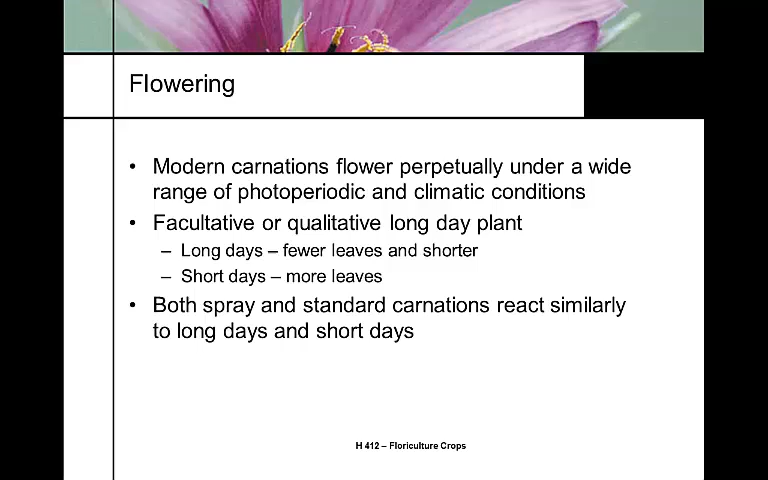 Flowering
• Modern carnations flower perpetually under a wide
range of photoperiodic and climatic conditions
• Facultative or qualitative long day plant
– Long days – fewer leaves and shorter
– Short days – more leaves
• Both spray and standard carnations react similarly
to long days and short days
H 412 – Floriculture Crops